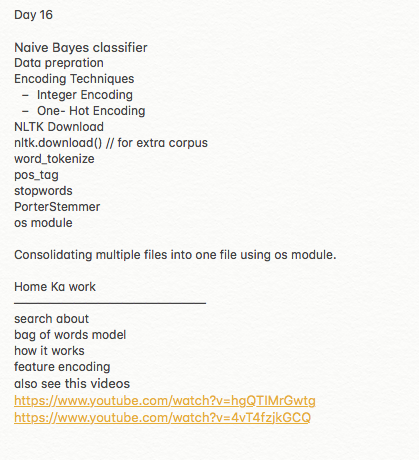 Day 16
Naive Bayes classifier
Data prepration
Encoding Techniques
– Integer Encoding
– One- Hot Encoding
NLTK Download
nltk.download() // for extra corpus
word_tokenize
pos_tag
stopwords
PorterStemmer
os module
Consolidating multiple files into one file using os module.
Home Ka work
search about
bag of words model
how it works
feature encoding
also see this videos
https://www.youtube.com/watch?v=hgQTIMrGwtg
https://www.youtube.com/watch?v=4vT4fzjkGCQ